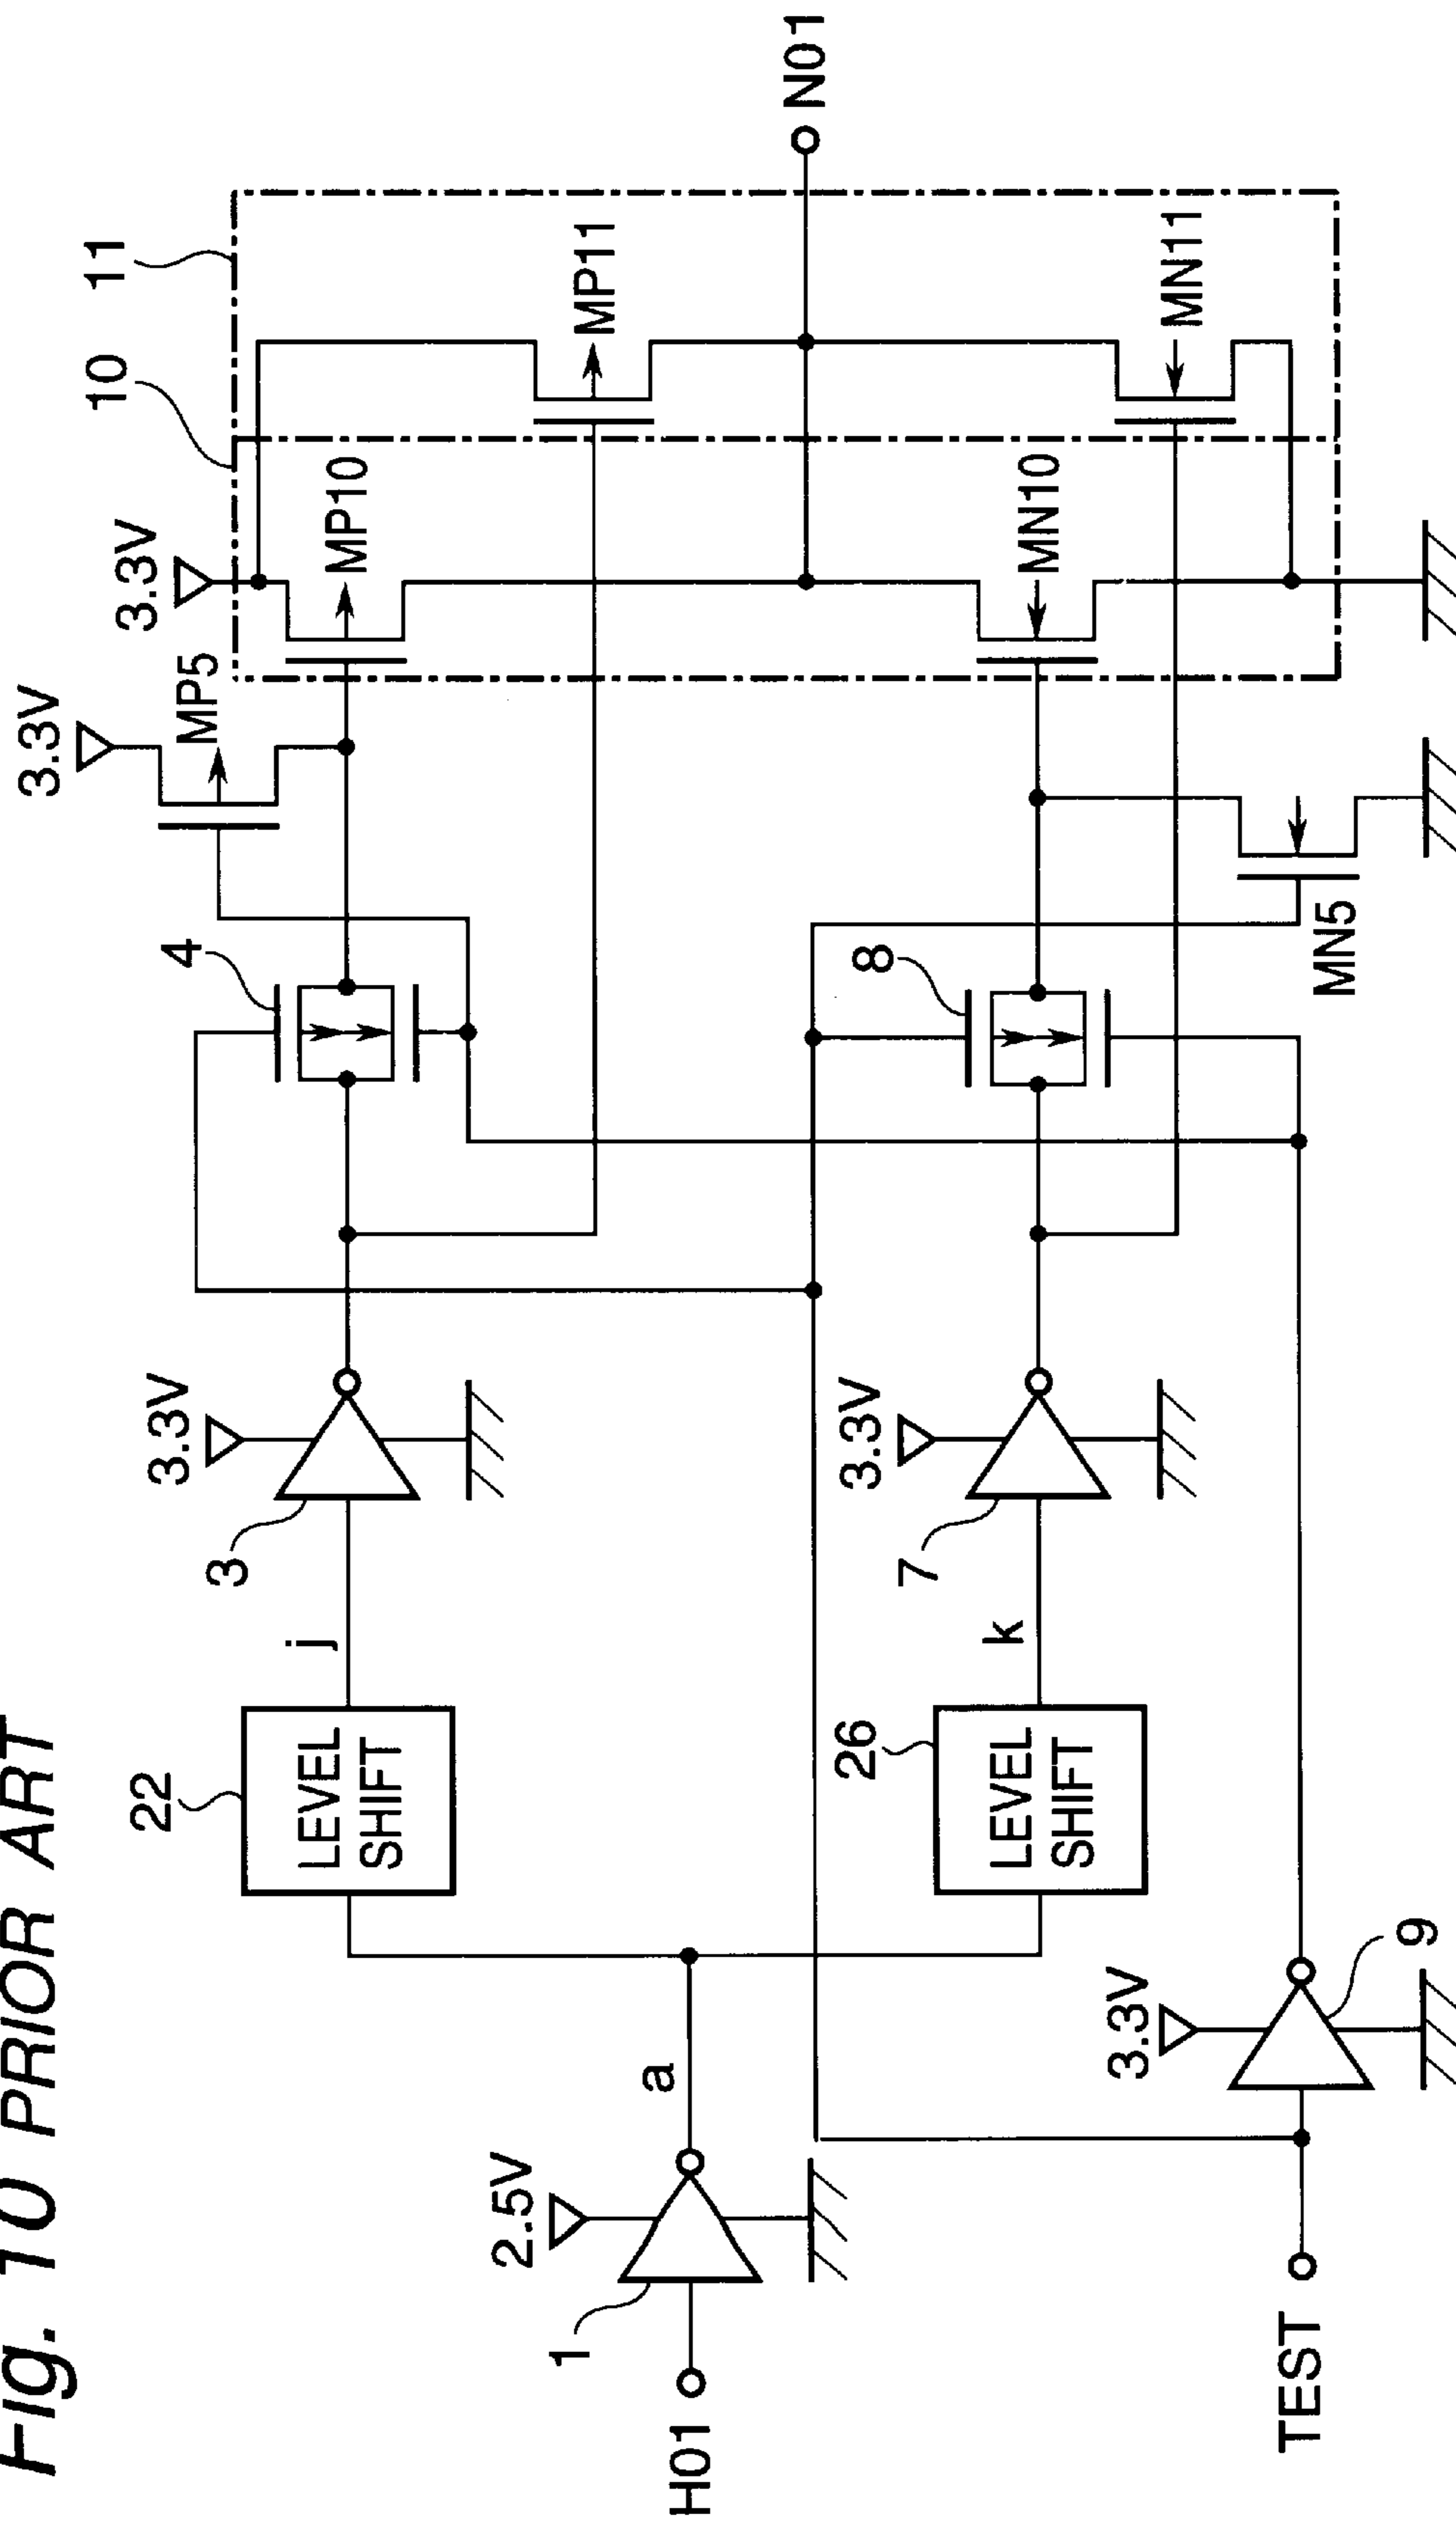 Fig. 10 PRIOR ART
H01
1
2.5V
a
22
LEVEL
SHIFT
j
3
3.3V
4
3.3V
MP5
3.3V
10
11
MP10
MP11
N01
26
LEVEL
SHIFT
k
7
3.3V
8
MN10
MN11
MN5
TEST
3.3V
9